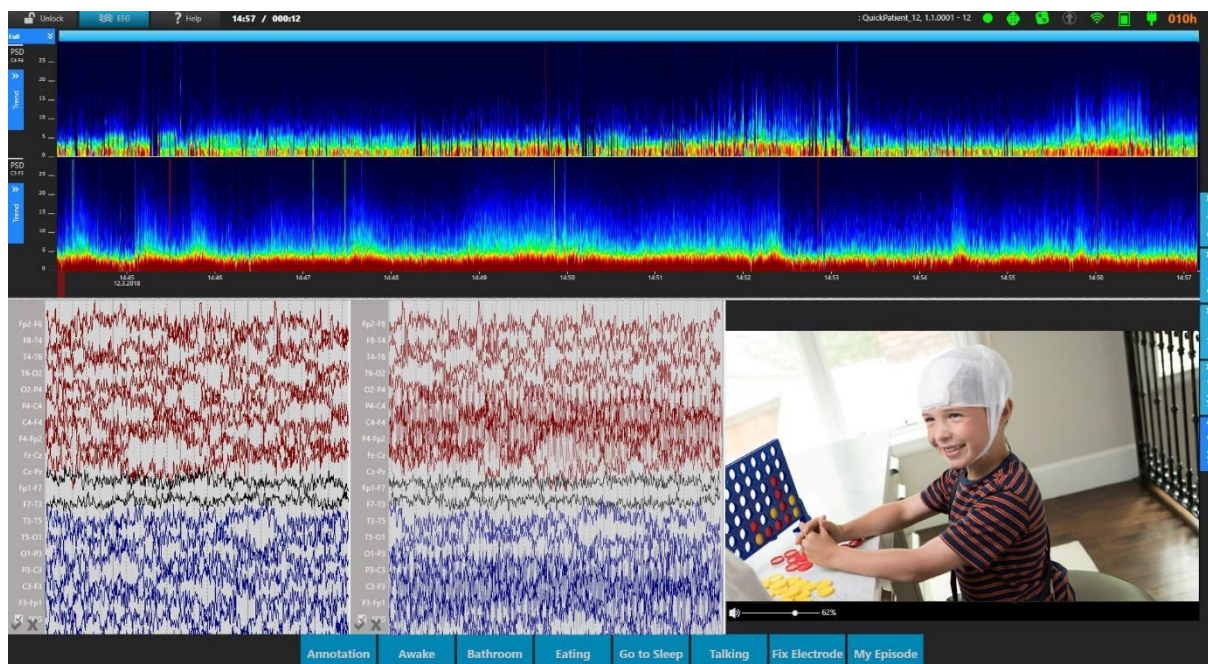 Unlock EEG ? Help 14:57 / 000:12 : QuickPatient_12, 1.1.0001 - 12 010h
Full
PSD
C4-F4
Trend
25
20
15
10
5
0
PSD
C3-F3
Trend
25
20
15
10
5
0
14:45 14:46 14:47 14:48 14:49 14:50 14:51 14:52 14:53 14:54 14:55 14:56 14:57
12.3.2018
Fp2-F8
F8-T4
T4-T6
T6-O2
O2-P4
P4-C4
C4-F4
F4-Fp2
Fz-Cz
Cz-Pz
Fp1-F7
F7-T3
T3-T5
T5-O1
O1-P3
P3-C3
C3-F3
F3-Fp1
Fp2-F8
F8-T4
T4-T6
T6-O2
O2-P4
P4-C4
C4-F4
F4-Fp2
Fz-Cz
Cz-Pz
Fp1-F7
F7-T3
T3-T5
T5-O1
O1-P3
P3-C3
C3-F3
F3-Fp1
62%
Annotation Awake Bathroom Eating Go to Sleep Talking Fix Electrode My Episode